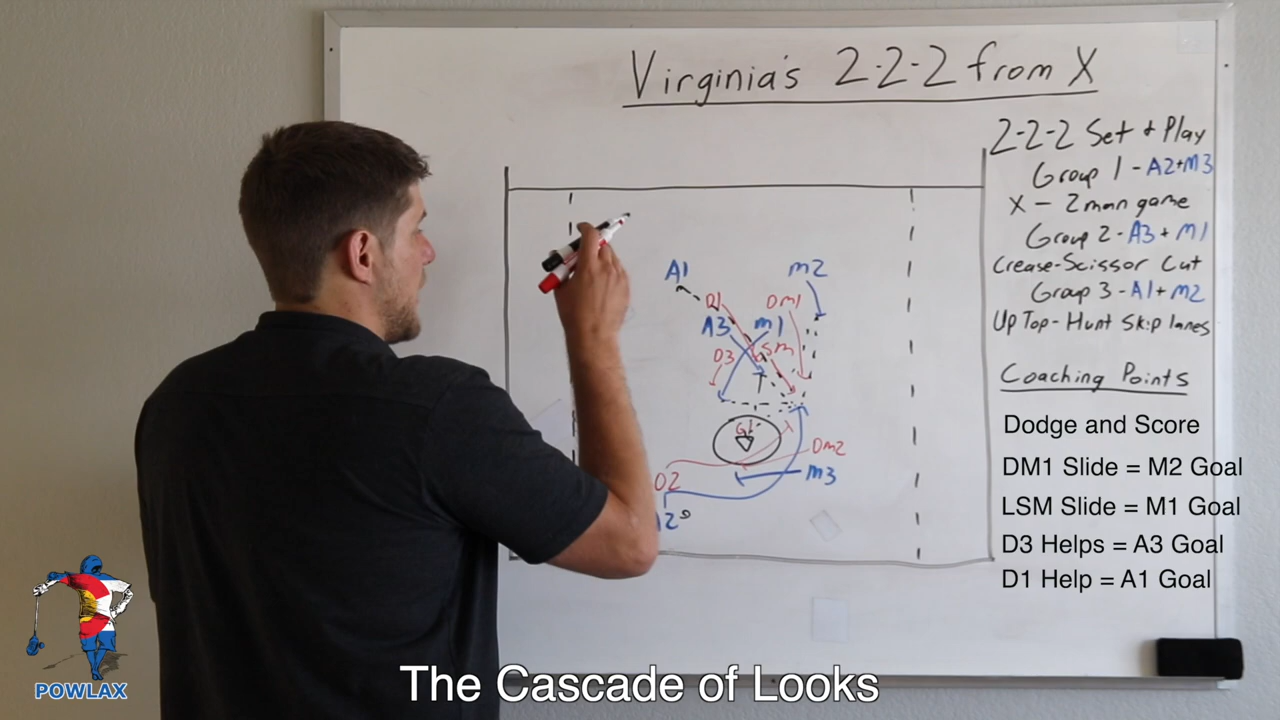 Virginia's 2-2-2 from X
2-2-2 Set + Play
Group 1 - A2+M3
X - 2 man game
Group 2 - A3 + M1
Crease-Scissor Cut
Group 3 - A1 + M2
Up Top - Hunt Skip lanes
Coaching Points
Dodge and Score
DM1 Slide = M2 Goal
LSM Slide = M1 Goal
D3 Helps = A3 Goal
D1 Help = A1 Goal
A1 M2
D1 DM1
A3 M1
D3 LSM
G
DM2
D2 M3
A2
The Cascade of Looks
POWLAX